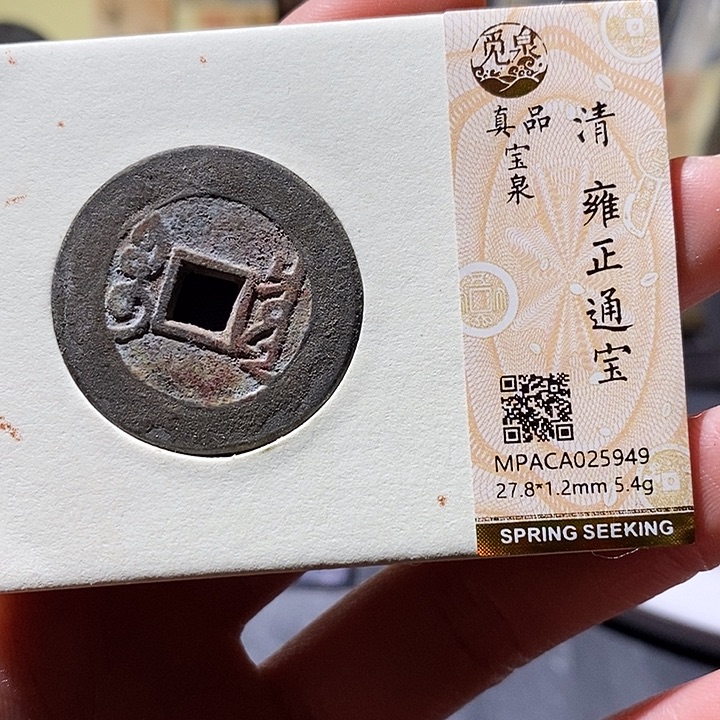 觅泉
真品
宝泉
清 雍正通宝
MPACA025949
27.8*1.2mm 5.4g
SPRING SEEKING